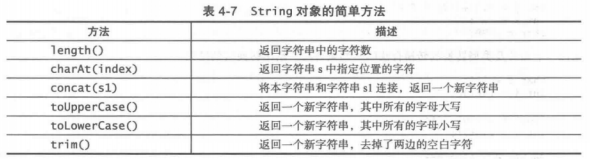 表 4-7 String 对象的简单方法
方法 描述
length() 返回字符串中的字符数
charAt(index) 返回字符串 s 中指定位置的字符
concat(s1) 将本字符串和字符串 s1 连接，返回一个新字符串
toUpperCase() 返回一个新字符串，其中所有的字母大写
toLowerCase() 返回一个新字符串，其中所有的字母小写
trim() 返回一个新字符串，去掉了两边的空白字符